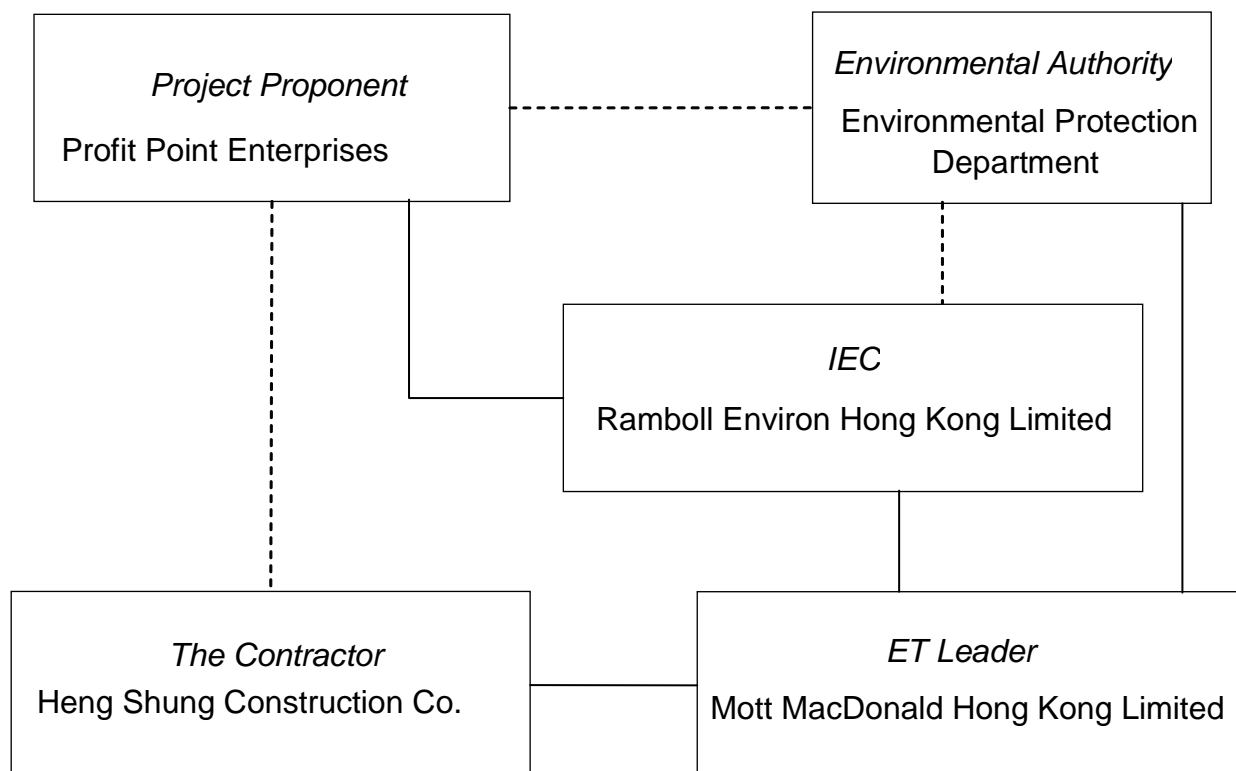 Project Proponent
Profit Point Enterprises
Environmental Authority
Environmental Protection
Department
IEC
Ramboll Environ Hong Kong Limited
The Contractor
Heng Shung Construction Co.
ET Leader
Mott MacDonald Hong Kong Limited